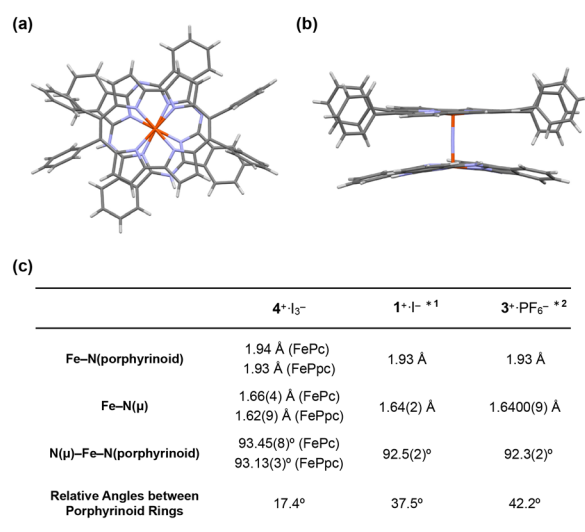 (a)
(b)
(c)
4⁺·I₃⁻ 1⁺·I⁻ *1 3⁺·PF₆⁻ *2
Fe–N(porphyrinoid) 1.94 Å (FePc) 1.93 Å 1.93 Å
1.93 Å (FePpc)
Fe–N(μ) 1.66(4) Å (FePc) 1.64(2) Å 1.6400(9) Å
1.62(9) Å (FePpc)
N(μ)–Fe–N(porphyrinoid) 93.45(8)º (FePc) 92.5(2)º 92.3(2)º
93.13(3)º (FePpc)
Relative Angles between
Porphyrinoid Rings 17.4º 37.5º 42.2º